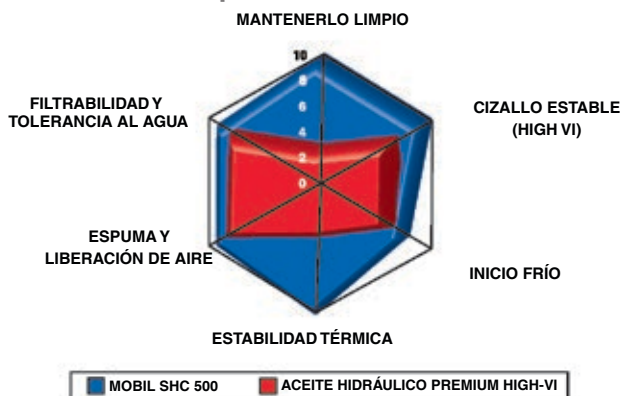 MANTENERLO LIMPIO
10
8
6
4
2
0
FILTRABILIDAD Y
TOLERANCIA AL AGUA
CIZALLO ESTABLE
(HIGH VI)
ESPUMA Y
LIBERACIÓN DE AIRE
INICIO FRÍO
ESTABILIDAD TÉRMICA
MOBIL SHC 500
ACEITE HIDRÁULICO PREMIUM HIGH-VI